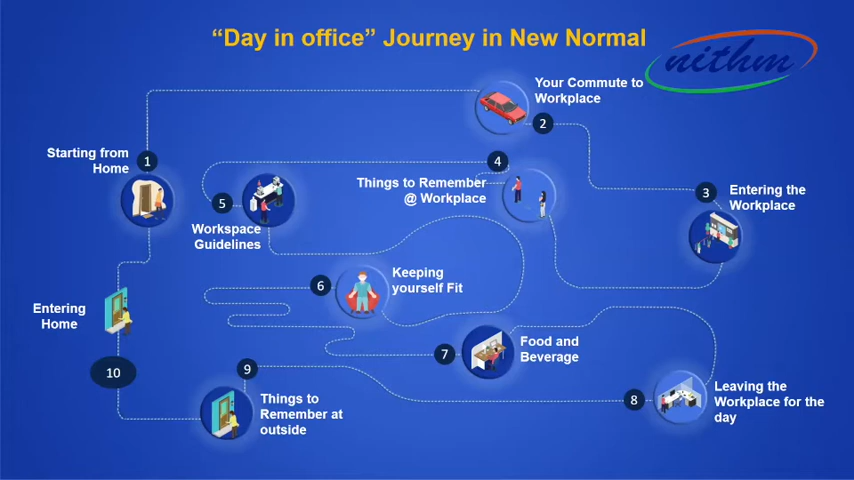 “Day in office” Journey in New Normal
nithm
Your Commute to
Workplace
2
Starting from
Home
1
4
Things to Remember
@ Workplace
3
Entering the
Workplace
5
Workspace
Guidelines
6
Keeping
yourself Fit
Entering
Home
10
7
Food and
Beverage
9
Things to
Remember at
outside
8
Leaving the
Workplace for the
day